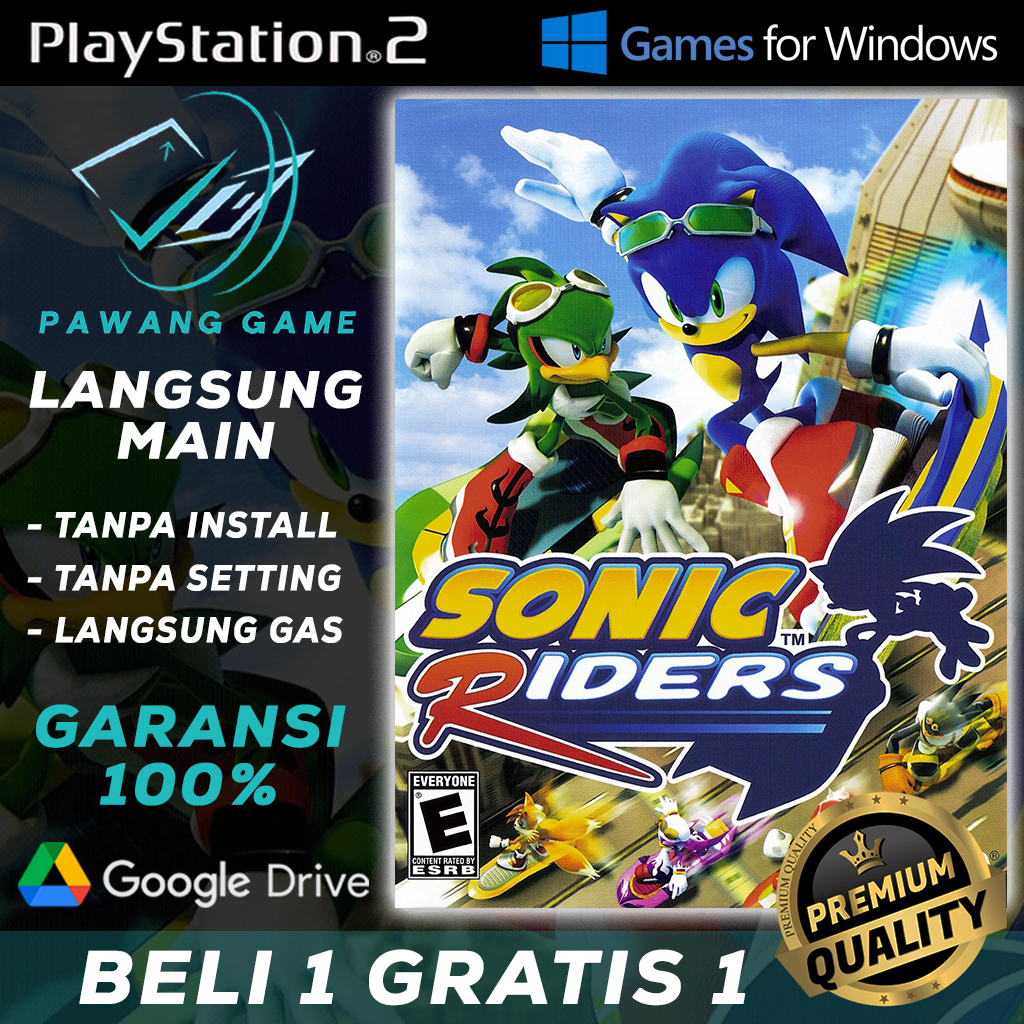 PlayStation®2
Games for Windows
PAWANG GAME
LANGSUNG
MAIN
- TANPA INSTALL
- TANPA SETTING
- LANGSUNG GAS
GARANSI
100%
Google Drive
SONIC
RIDERS
TM
EVERYONE
E
®
CONTENT RATED BY
ESRB
PREMIUM QUALITY
PREMIUM
QUALITY
®
BELI 1 GRATIS 1